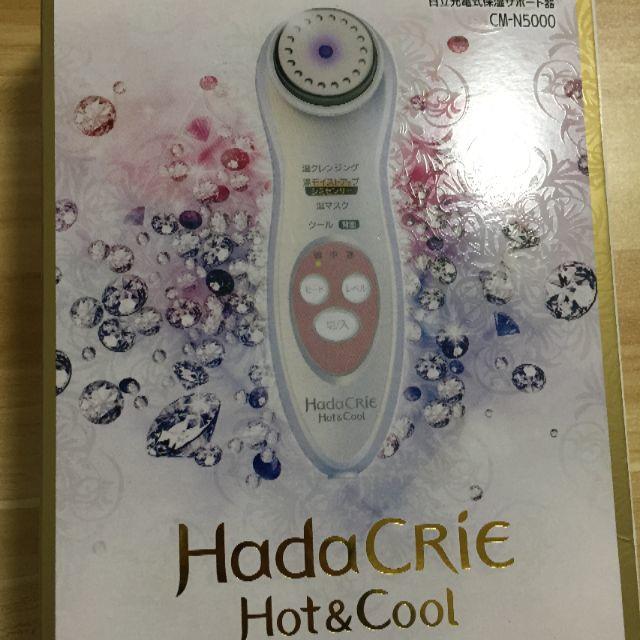 目立充電式保湿サポート器
CM-N5000
温クレンジング
温マスク
クール
モード
レベル
切/入
HadaCRiE
Hot&Cool
HadaCRiE
Hot&Cool